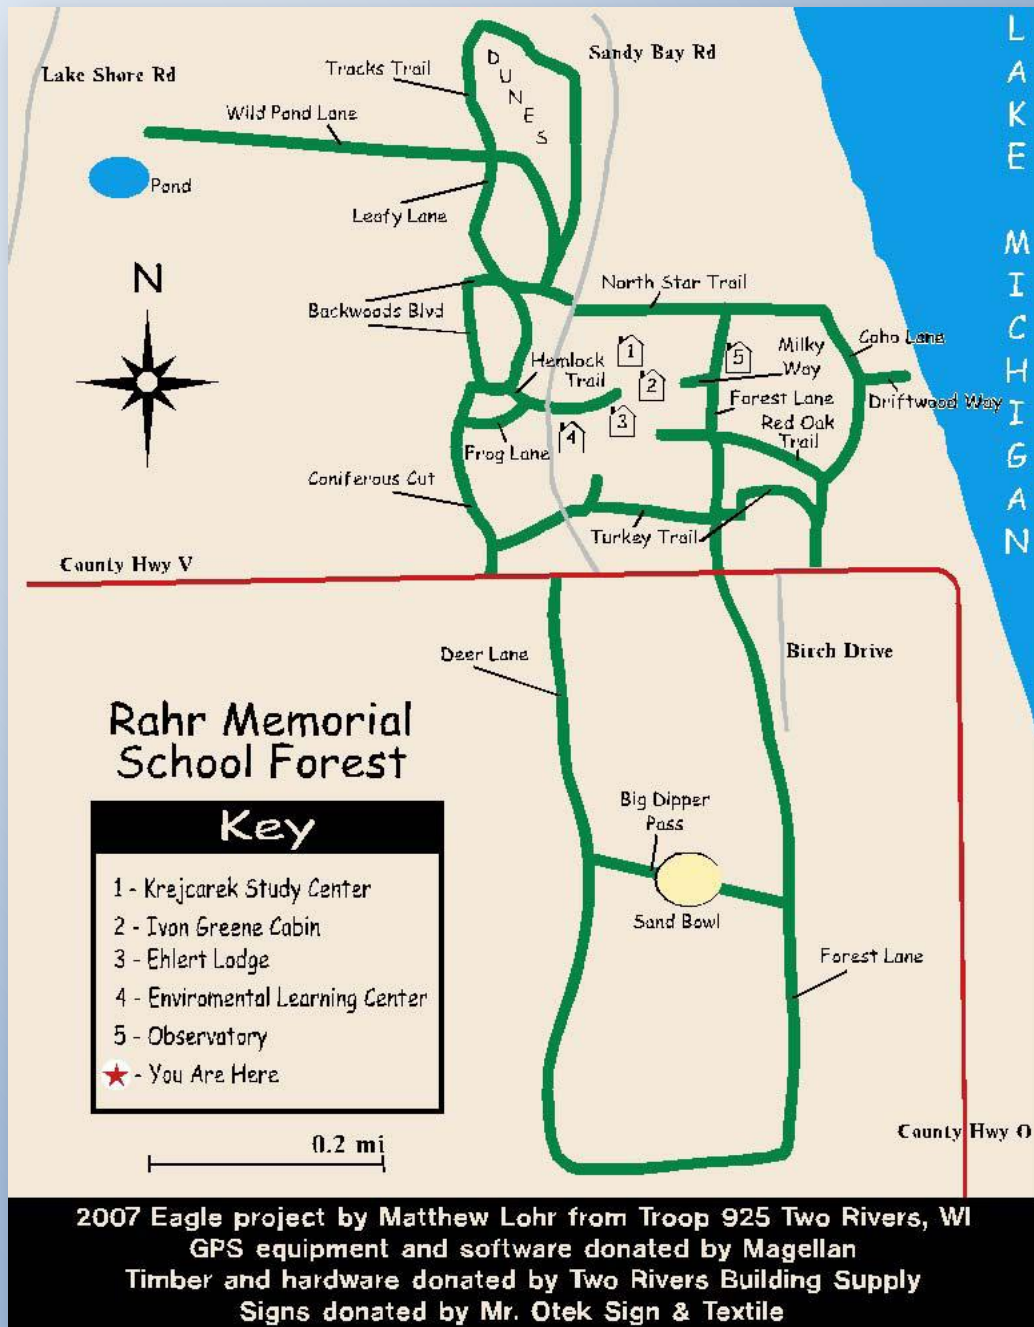 LAKE MICHIGAN
DUNES
Sandy Bay Rd
Tracks Trail
Lake Shore Rd
Wild Pond Lane
Pond
Leafy Lane
N
North Star Trail
Backwoods Blvd
Coho Lane
Milky
Way
1
5
Hemlock
Trail
2
Driftwood Way
Forest Lane
3
Red Oak
Trail
4
Frog Lane
Coniferous Cut
Turkey Trail
County Hwy V
Birch Drive
Deer Lane
Rahr Memorial
School Forest
Big Dipper
Pass
Key
1 - Krejcarek Study Center
2 - Ivan Greene Cabin
3 - Ehlert Lodge
4 - Enviromental Learning Center
5 - Observatory
- You Are Here
Sand Bowl
Forest Lane
County Hwy O
0.2 mi
2007 Eagle project by Matthew Lohr from Troop 925 Two Rivers, WI
GPS equipment and software donated by Magellan
Timber and hardware donated by Two Rivers Building Supply
Signs donated by Mr. Otek Sign & Textile